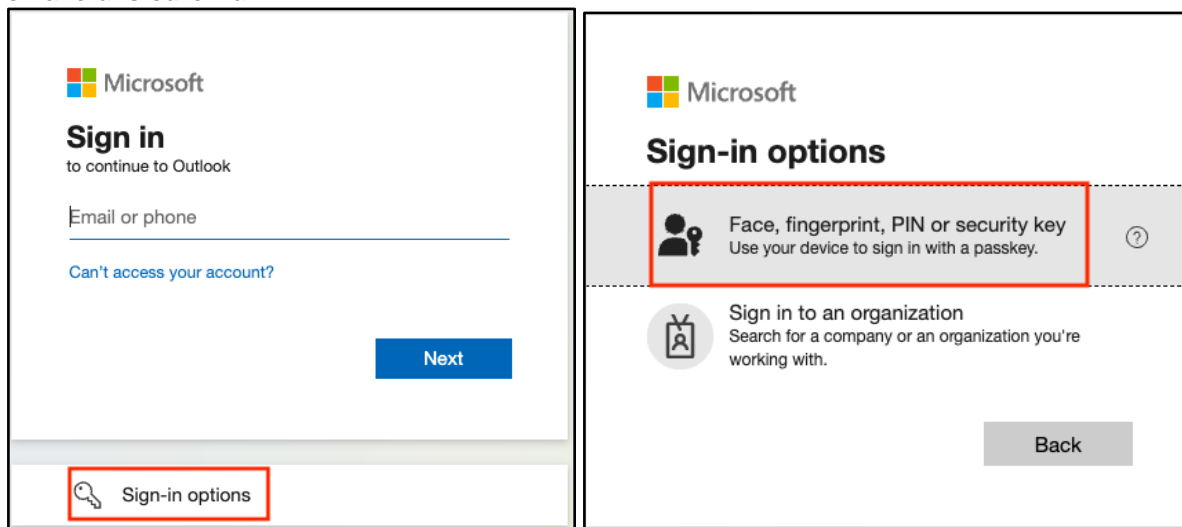 Microsoft
Sign in
to continue to Outlook
Email or phone
Can't access your account?
Next
Sign-in options
Microsoft
Sign-in options
Face, fingerprint, PIN or security key
Use your device to sign in with a passkey.
Sign in to an organization
Search for a company or an organization you're
working with.
Back